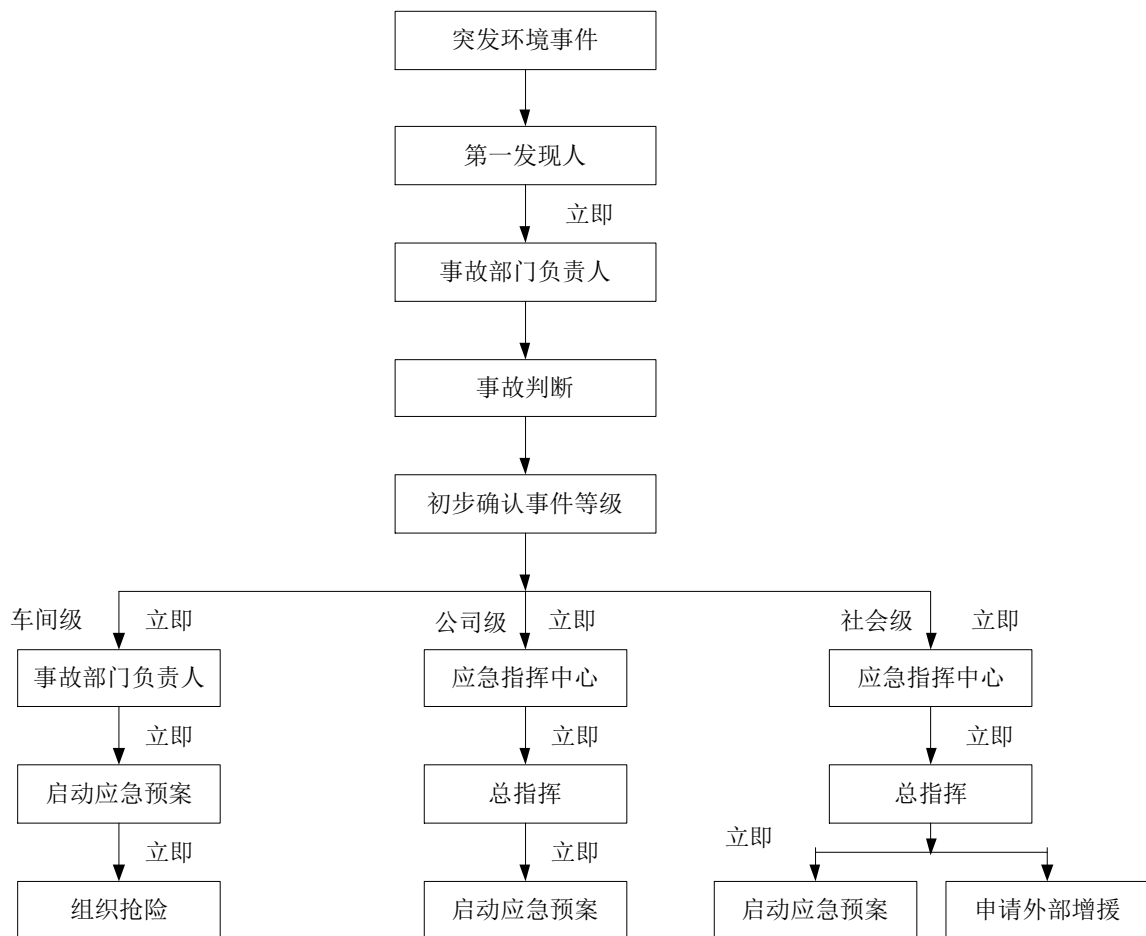 突发环境事件
第一发现人
立即
事故部门负责人
事故判断
初步确认事件等级
车间级 立即 公司级 立即 社会级 立即
事故部门负责人 应急指挥中心 应急指挥中心
立即 立即 立即
启动应急预案 总指挥 总指挥
立即 立即 立即
组织抢险 启动应急预案 启动应急预案 申请外部增援